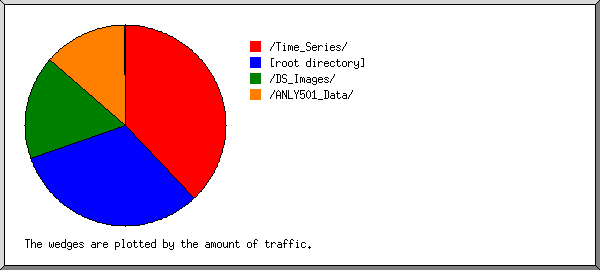 /Time_Series/
[root directory]
/DS_Images/
/ANLY501_Data/
The wedges are plotted by the amount of traffic.